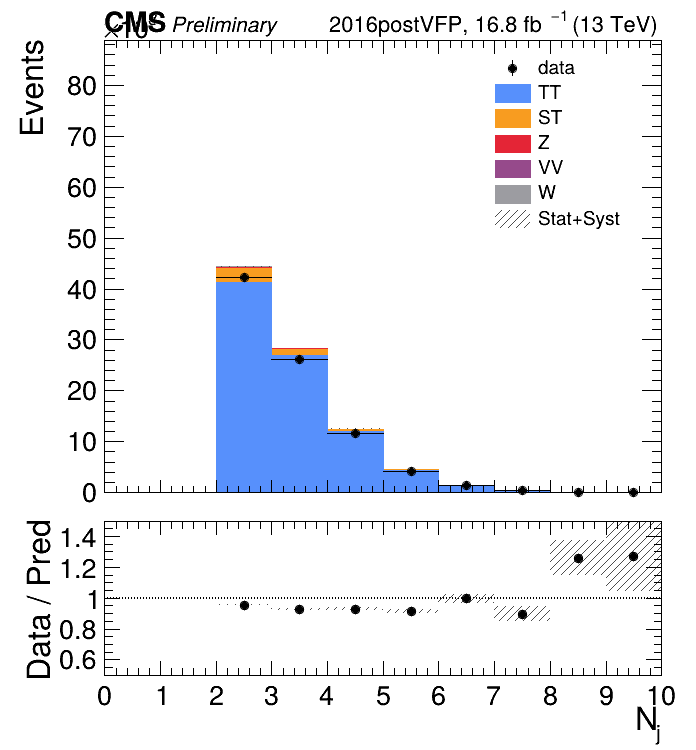 CMS Preliminary 2016postVFP, 16.8 fb⁻¹ (13 TeV)
Events
80
70
60
50
40
30
20
10
0
data
TT
ST
Z
VV
W
Stat+Syst
Data / Pred
1.4
1.2
1
0.8
0.6
0 1 2 3 4 5 6 7 8 9 10
N_j